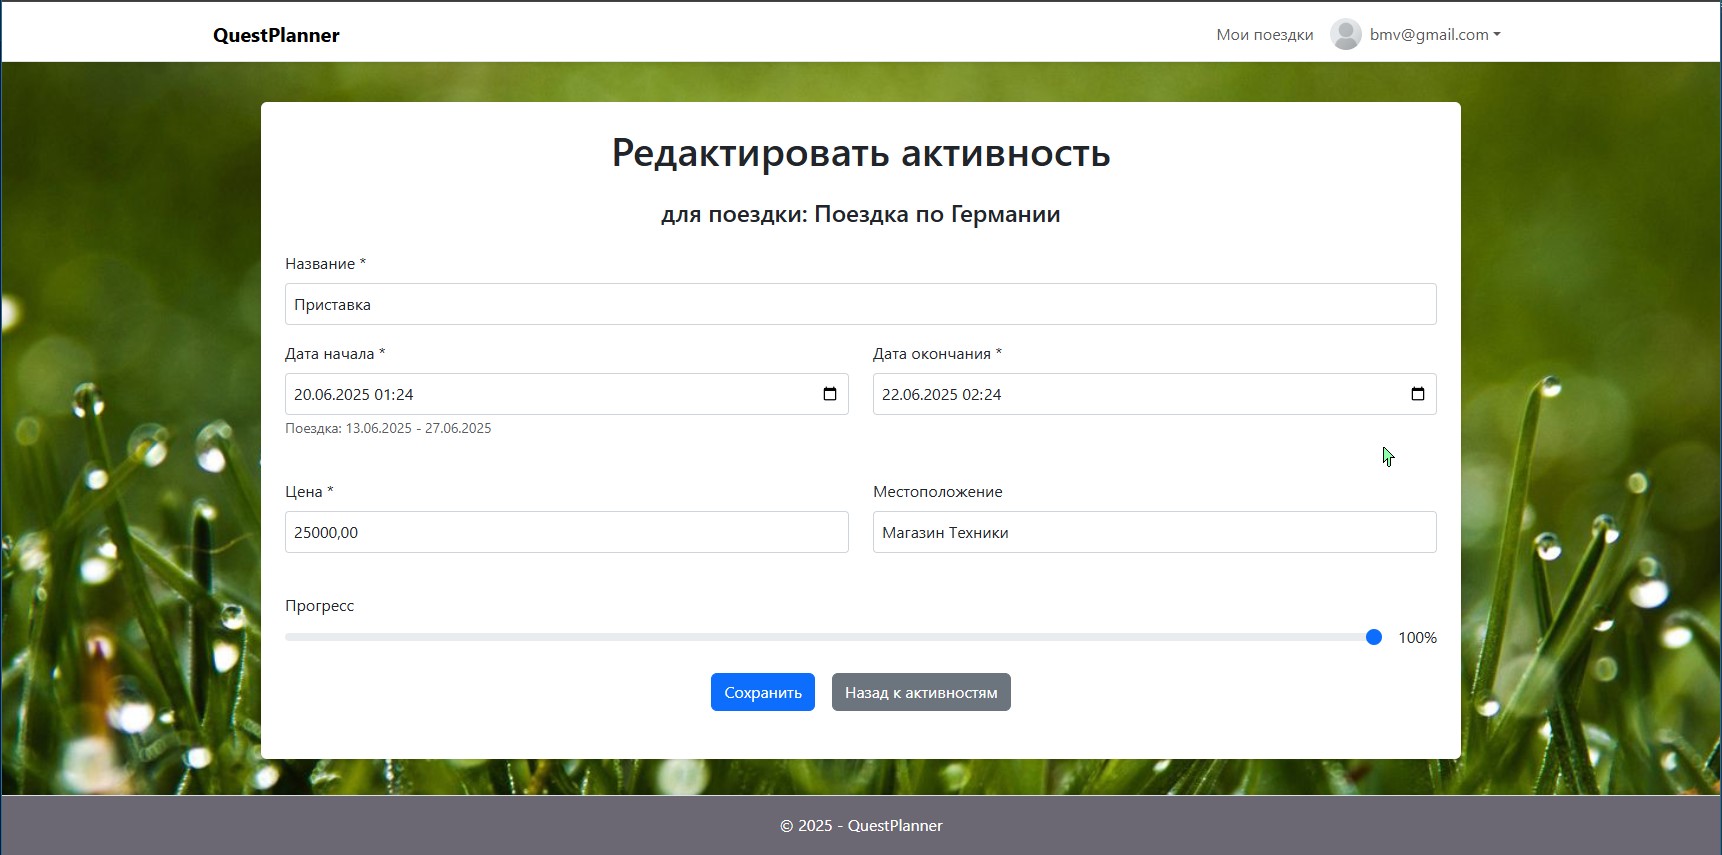 QuestPlanner
Мои поездки bmv@gmail.com
Редактировать активность
для поездки: Поездка по Германии
Название *
Приставка
Дата начала * Дата окончания *
20.06.2025 01:24 22.06.2025 02:24
Поездка: 13.06.2025 - 27.06.2025
Цена * Местоположение
25000,00 Магазин Техники
Прогресс
100%
Сохранить Назад к активностям
© 2025 - QuestPlanner